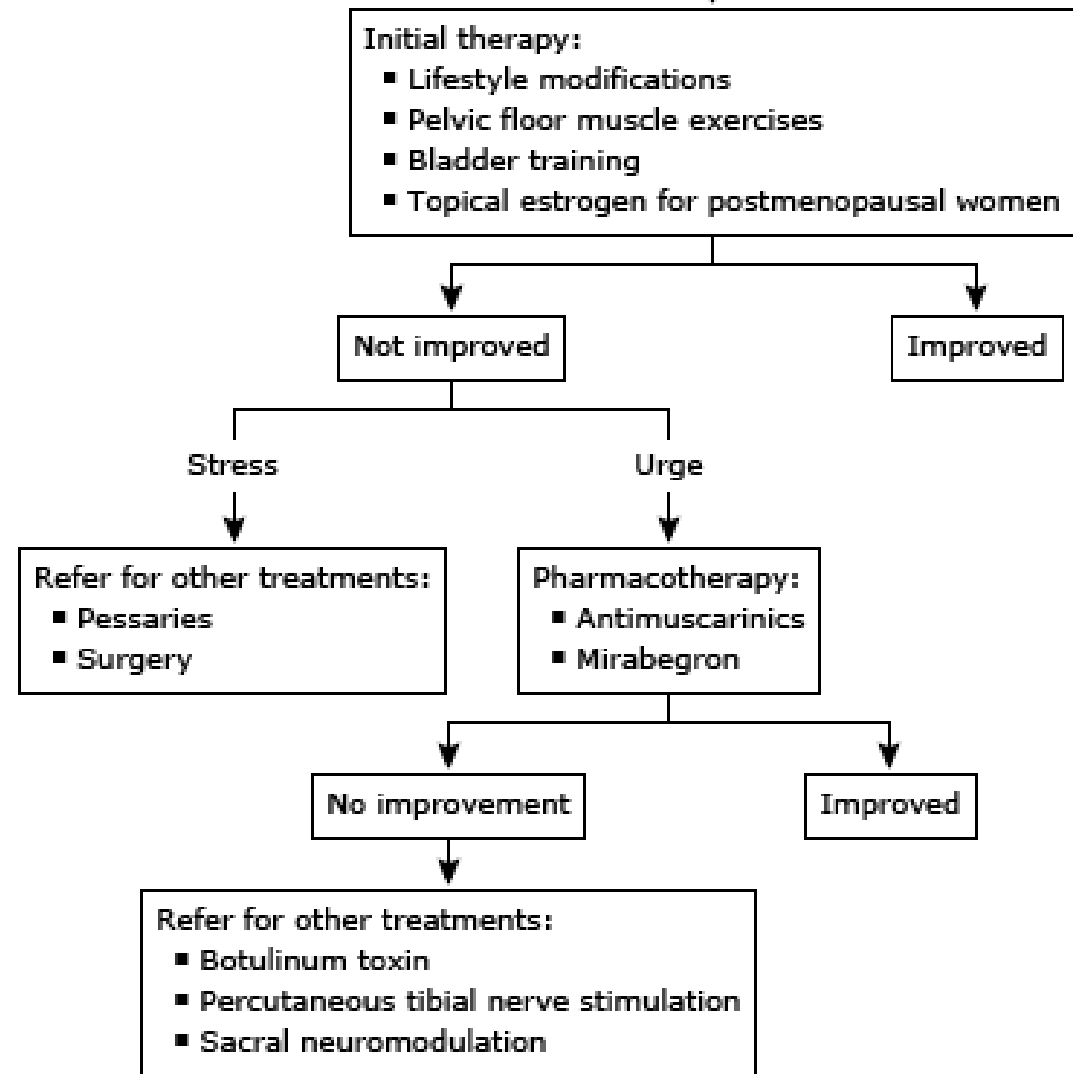 Initial therapy:
▪ Lifestyle modifications
▪ Pelvic floor muscle exercises
▪ Bladder training
▪ Topical estrogen for postmenopausal women
Not improved
Improved
Stress
Urge
Refer for other treatments:
▪ Pessaries
▪ Surgery
Pharmacotherapy:
▪ Antimuscarinics
▪ Mirabegron
No improvement
Improved
Refer for other treatments:
▪ Botulinum toxin
▪ Percutaneous tibial nerve stimulation
▪ Sacral neuromodulation